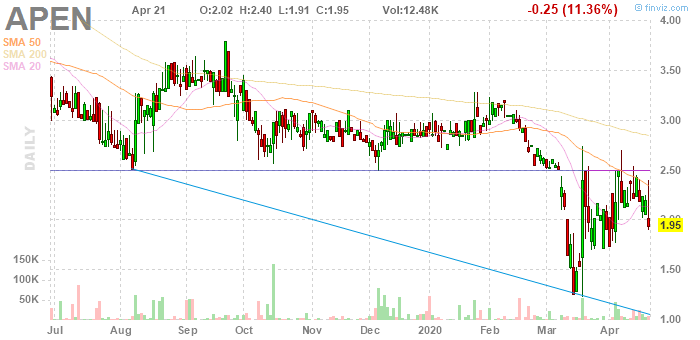 APEN
Apr 21 O:2.02 H:2.40 L:1.91 C:1.95 Vol:12.48K
-0.25 (11.36%)
© finviz.com
SMA 50
SMA 200
SMA 20
DAILY
4.00
3.50
3.00
2.50
2.00
1.95
1.50
1.00
150K
100K
50K
Jul Aug Sep Oct Nov Dec 2020 Feb Mar Apr